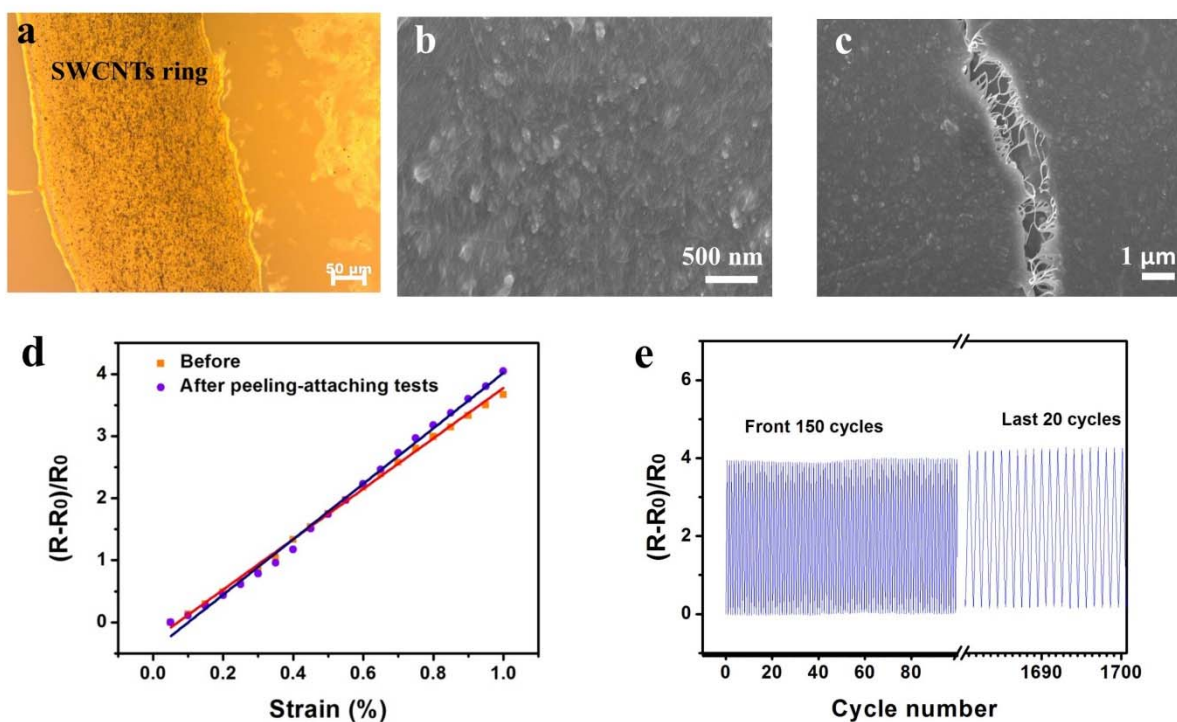 a
SWCNTs ring
50 μm
b
500 nm
c
1 μm
d
Before
After peeling-attaching tests
4
3
2
1
0
0.0 0.2 0.4 0.6 0.8 1.0
(R-R0)/R0
Strain (%)
e
Front 150 cycles
Last 20 cycles
6
4
2
0
0 20 40 60 80 1690 1700
(R-R0)/R0
Cycle number